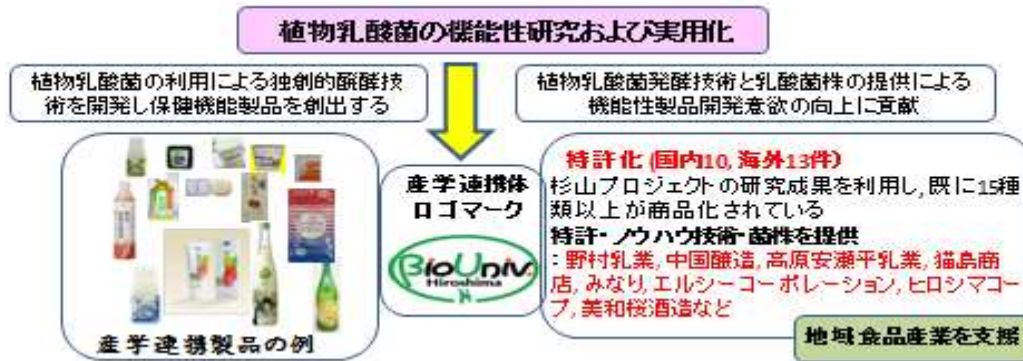 植物乳酸菌の機能性研究および実用化
植物乳酸菌の利用による独創的醗酵技
術を開発し保健機能製品を創出する
植物乳酸菌発酵技術と乳酸菌株の提供による
機能性製品開発意欲の向上に貢献
産学連携製品の例
産学連携体
ロゴマーク
BioUniv.
Hiroshima
特許化 (国内10, 海外13件)
杉山プロジェクトの研究成果を利用し, 既に15種
類以上が商品化されている
特許・ノウハウ技術・菌性を提供
: 野村乳業, 中国醸造, 高原安瀬平乳業, 猫島商
店, みなり, エルシーコーポレーション, ヒロシマコー
プ, 美和桜酒造など
地域食品産業を支援